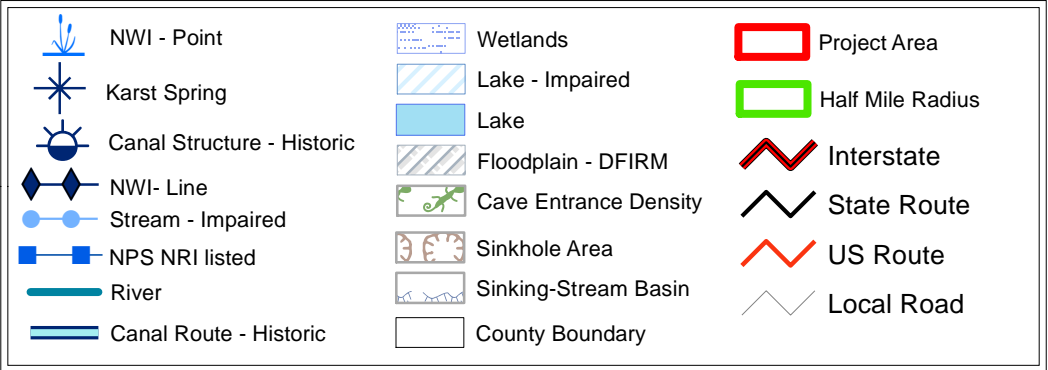 NWI - Point
Karst Spring
Canal Structure - Historic
NWI- Line
Stream - Impaired
NPS NRI listed
River
Canal Route - Historic
Wetlands
Lake - Impaired
Lake
Floodplain - DFIRM
Cave Entrance Density
Sinkhole Area
Sinking-Stream Basin
County Boundary
Project Area
Half Mile Radius
Interstate
State Route
US Route
Local Road